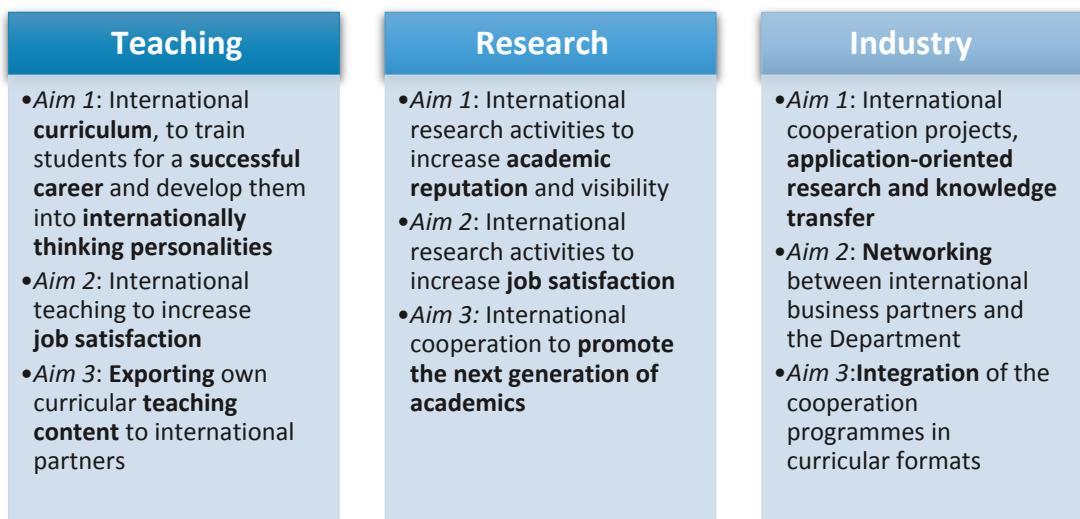 Teaching
•Aim 1: International
curriculum, to train
students for a successful
career and develop them
into internationally
thinking personalities
•Aim 2: International
teaching to increase
job satisfaction
•Aim 3: Exporting own
curricular teaching
content to international
partners
Research
•Aim 1: International
research activities to
increase academic
reputation and visibility
•Aim 2: International
research activities to
increase job satisfaction
•Aim 3: International
cooperation to promote
the next generation of
academics
Industry
•Aim 1: International
cooperation projects,
application-oriented
research and knowledge
transfer
•Aim 2: Networking
between international
business partners and
the Department
•Aim 3:Integration of the
cooperation
programmes in
curricular formats